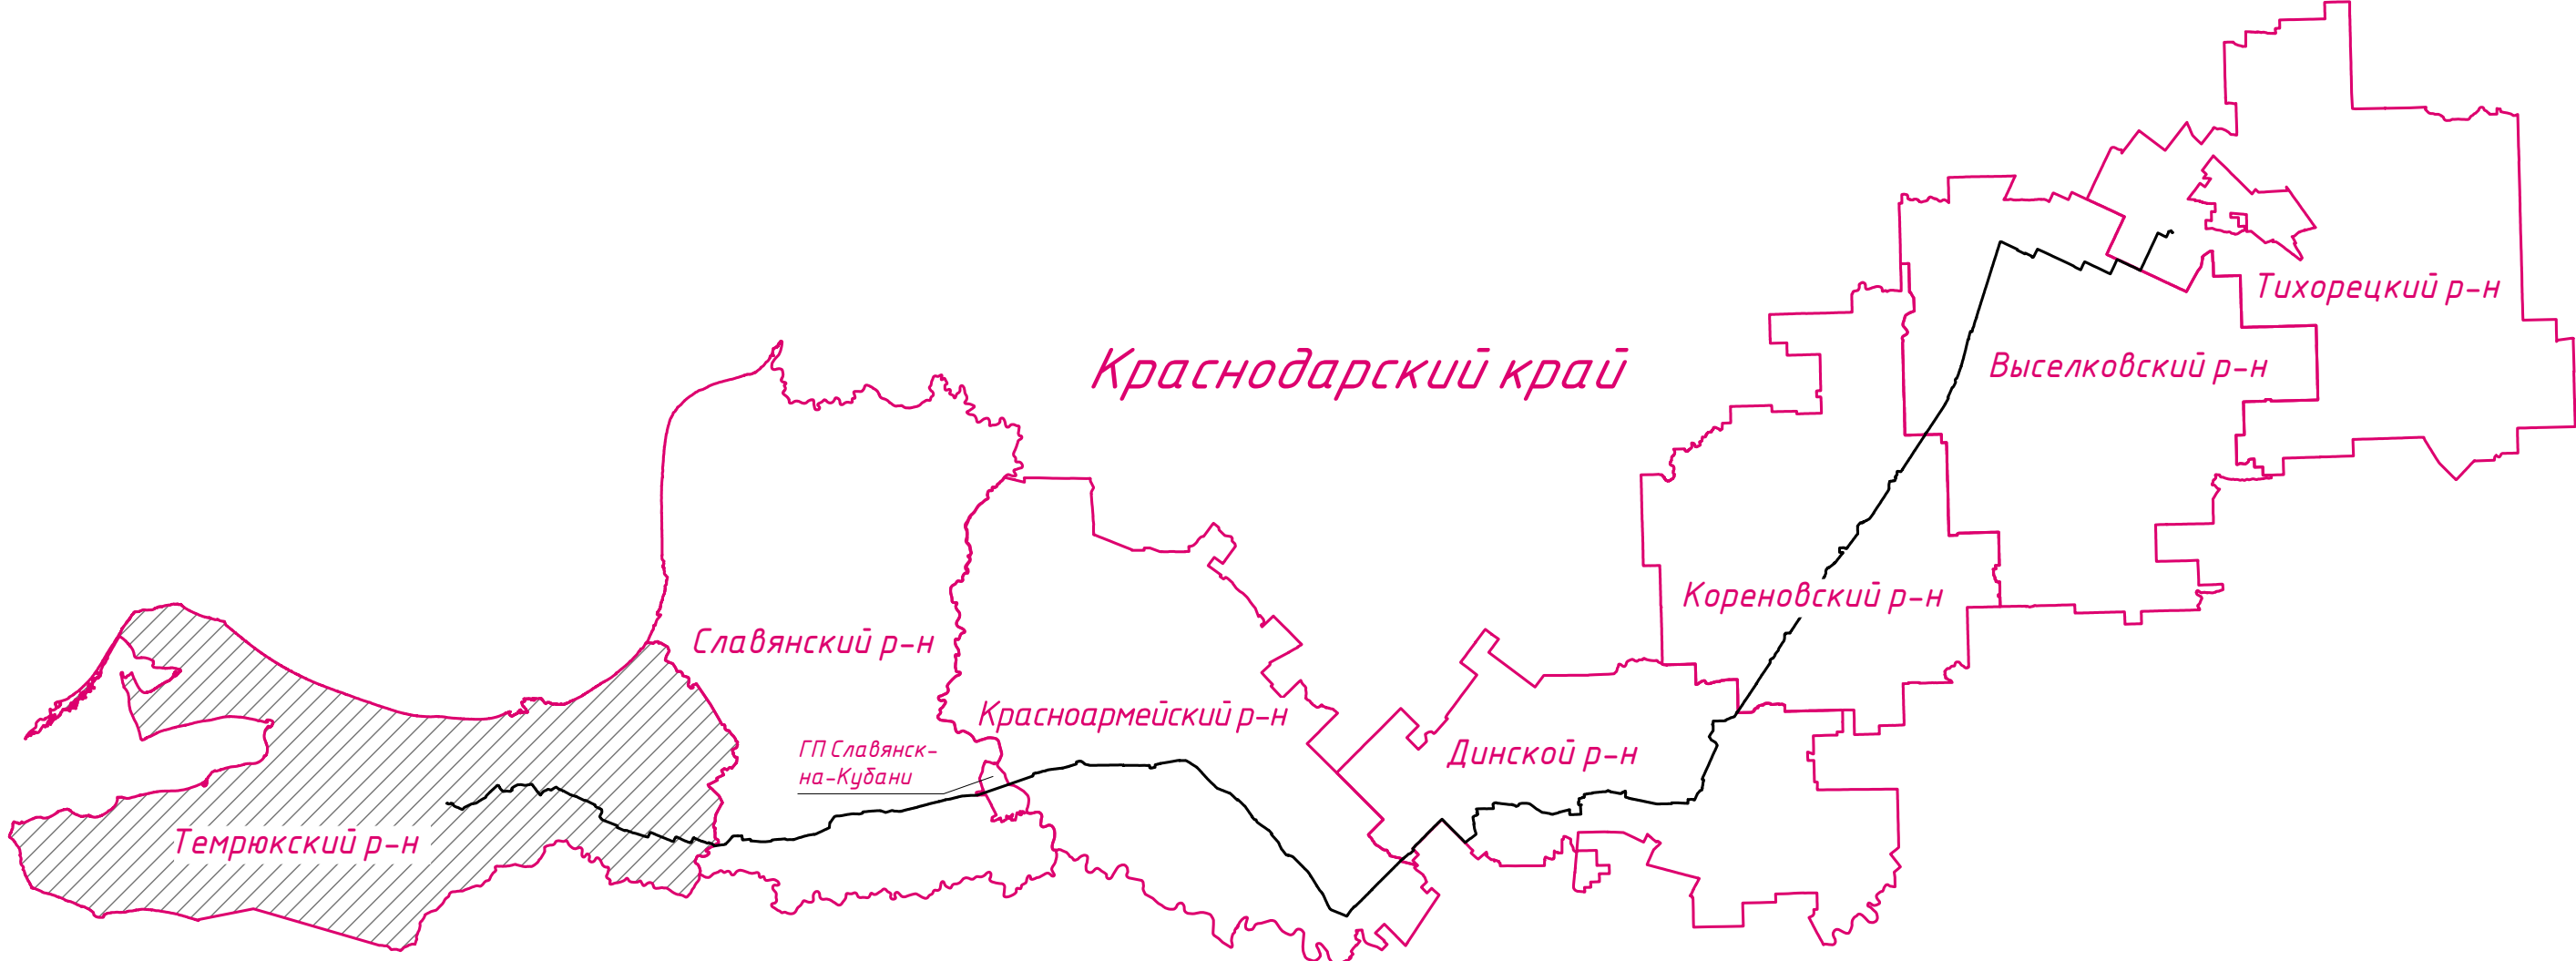 Тихорецкий р-н
Краснодарский край
Выселковский р-н
Кореновский р-н
Славянский р-н
Красноармейский р-н
ГП Славянск-
на-Кубани
Динской р-н
Темрюкский р-н